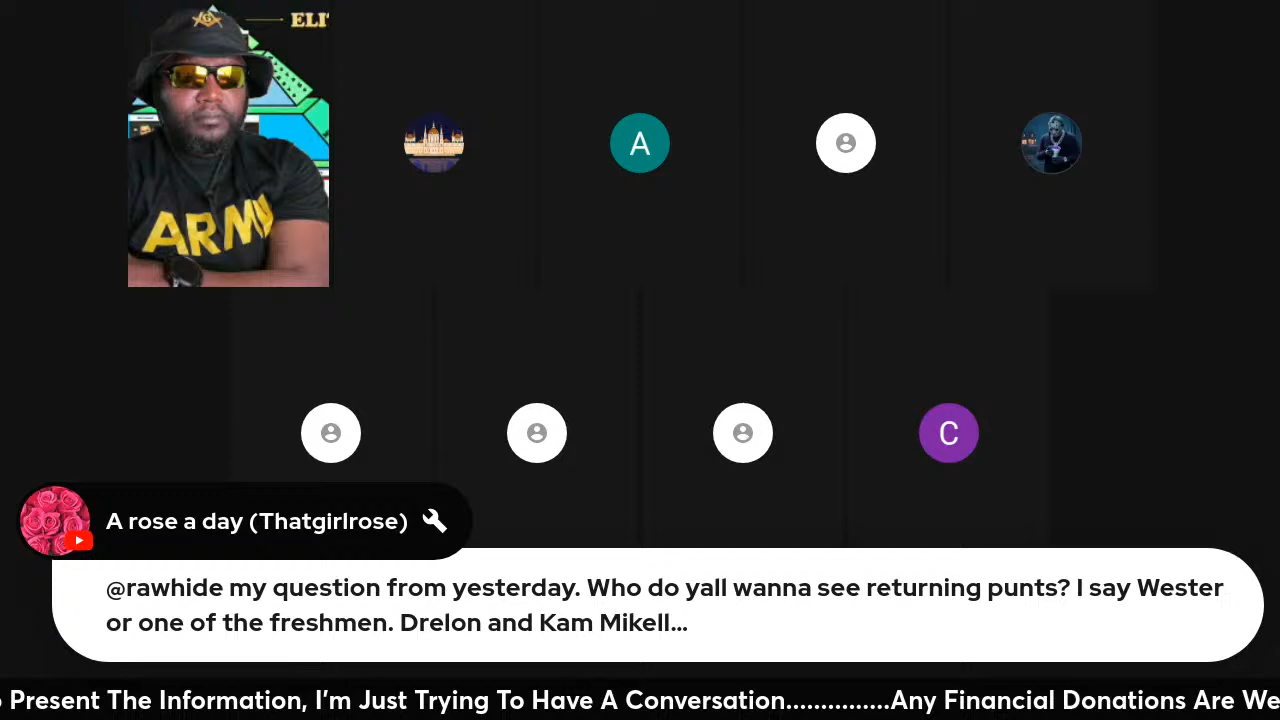 ELI
G
ARMY
A
C
A rose a day (Thatgirlrose)
@rawhide my question from yesterday. Who do yall wanna see returning punts? I say Wester
or one of the freshmen. Drelon and Kam Mikell...
Present The Information, I'm Just Trying To Have A Conversation...............Any Financial Donations Are We